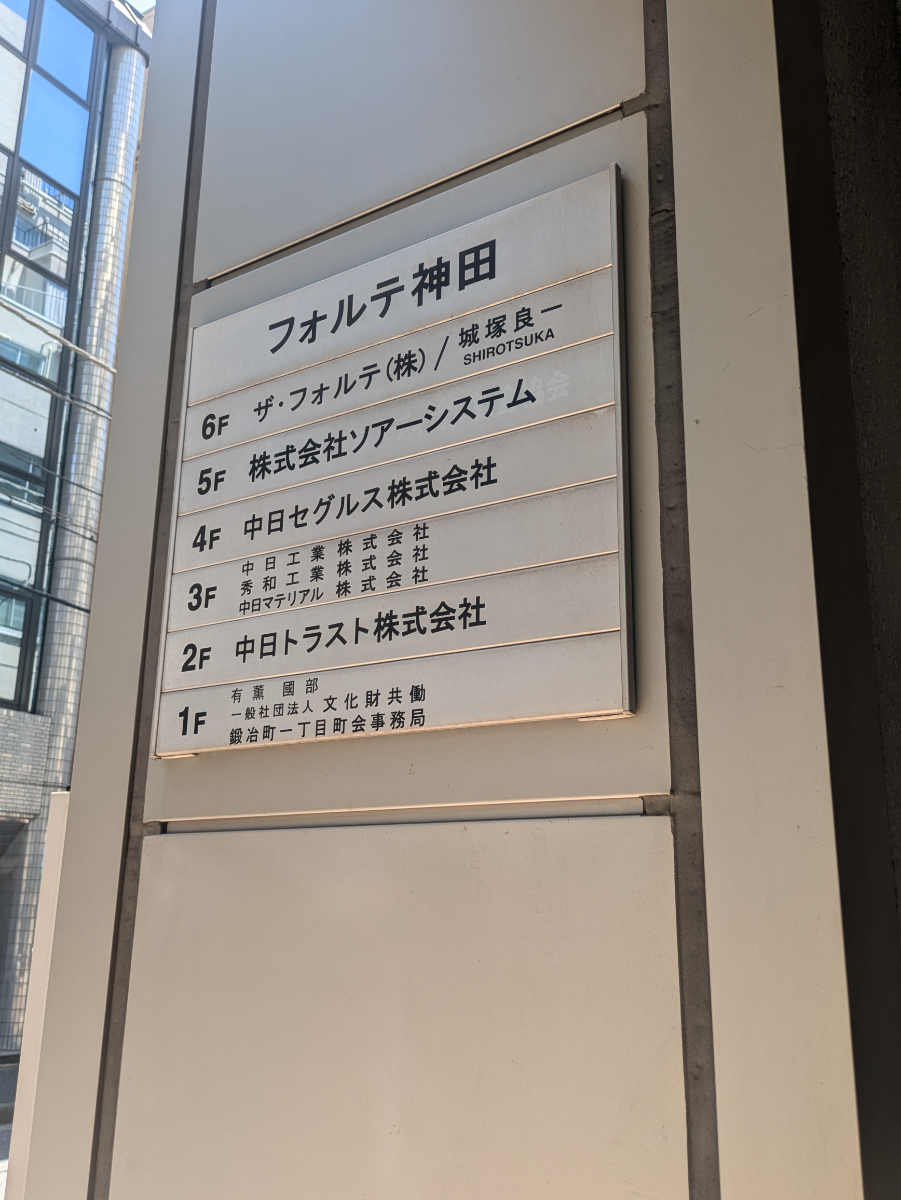 フォルテ神田
6F ザ・フォルテ(株)/城塚良一
SHIROTSUKA
5F 株式会社ソアーシステム
4F 中日セグルス株式会社
3F 中日工業株式会社
秀和工業株式会社
中日マテリアル株式会社
2F 中日トラスト株式会社
1F 有薫 國部
一般社団法人 文化財共働
鍛冶町一丁目町会事務局